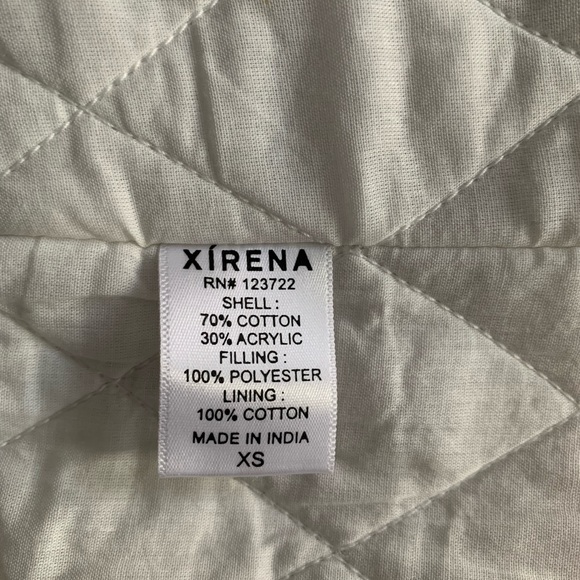 XÍRENA
RN# 123722
SHELL :
70% COTTON
30% ACRYLIC
FILLING :
100% POLYESTER
LINING :
100% COTTON
MADE IN INDIA
XS